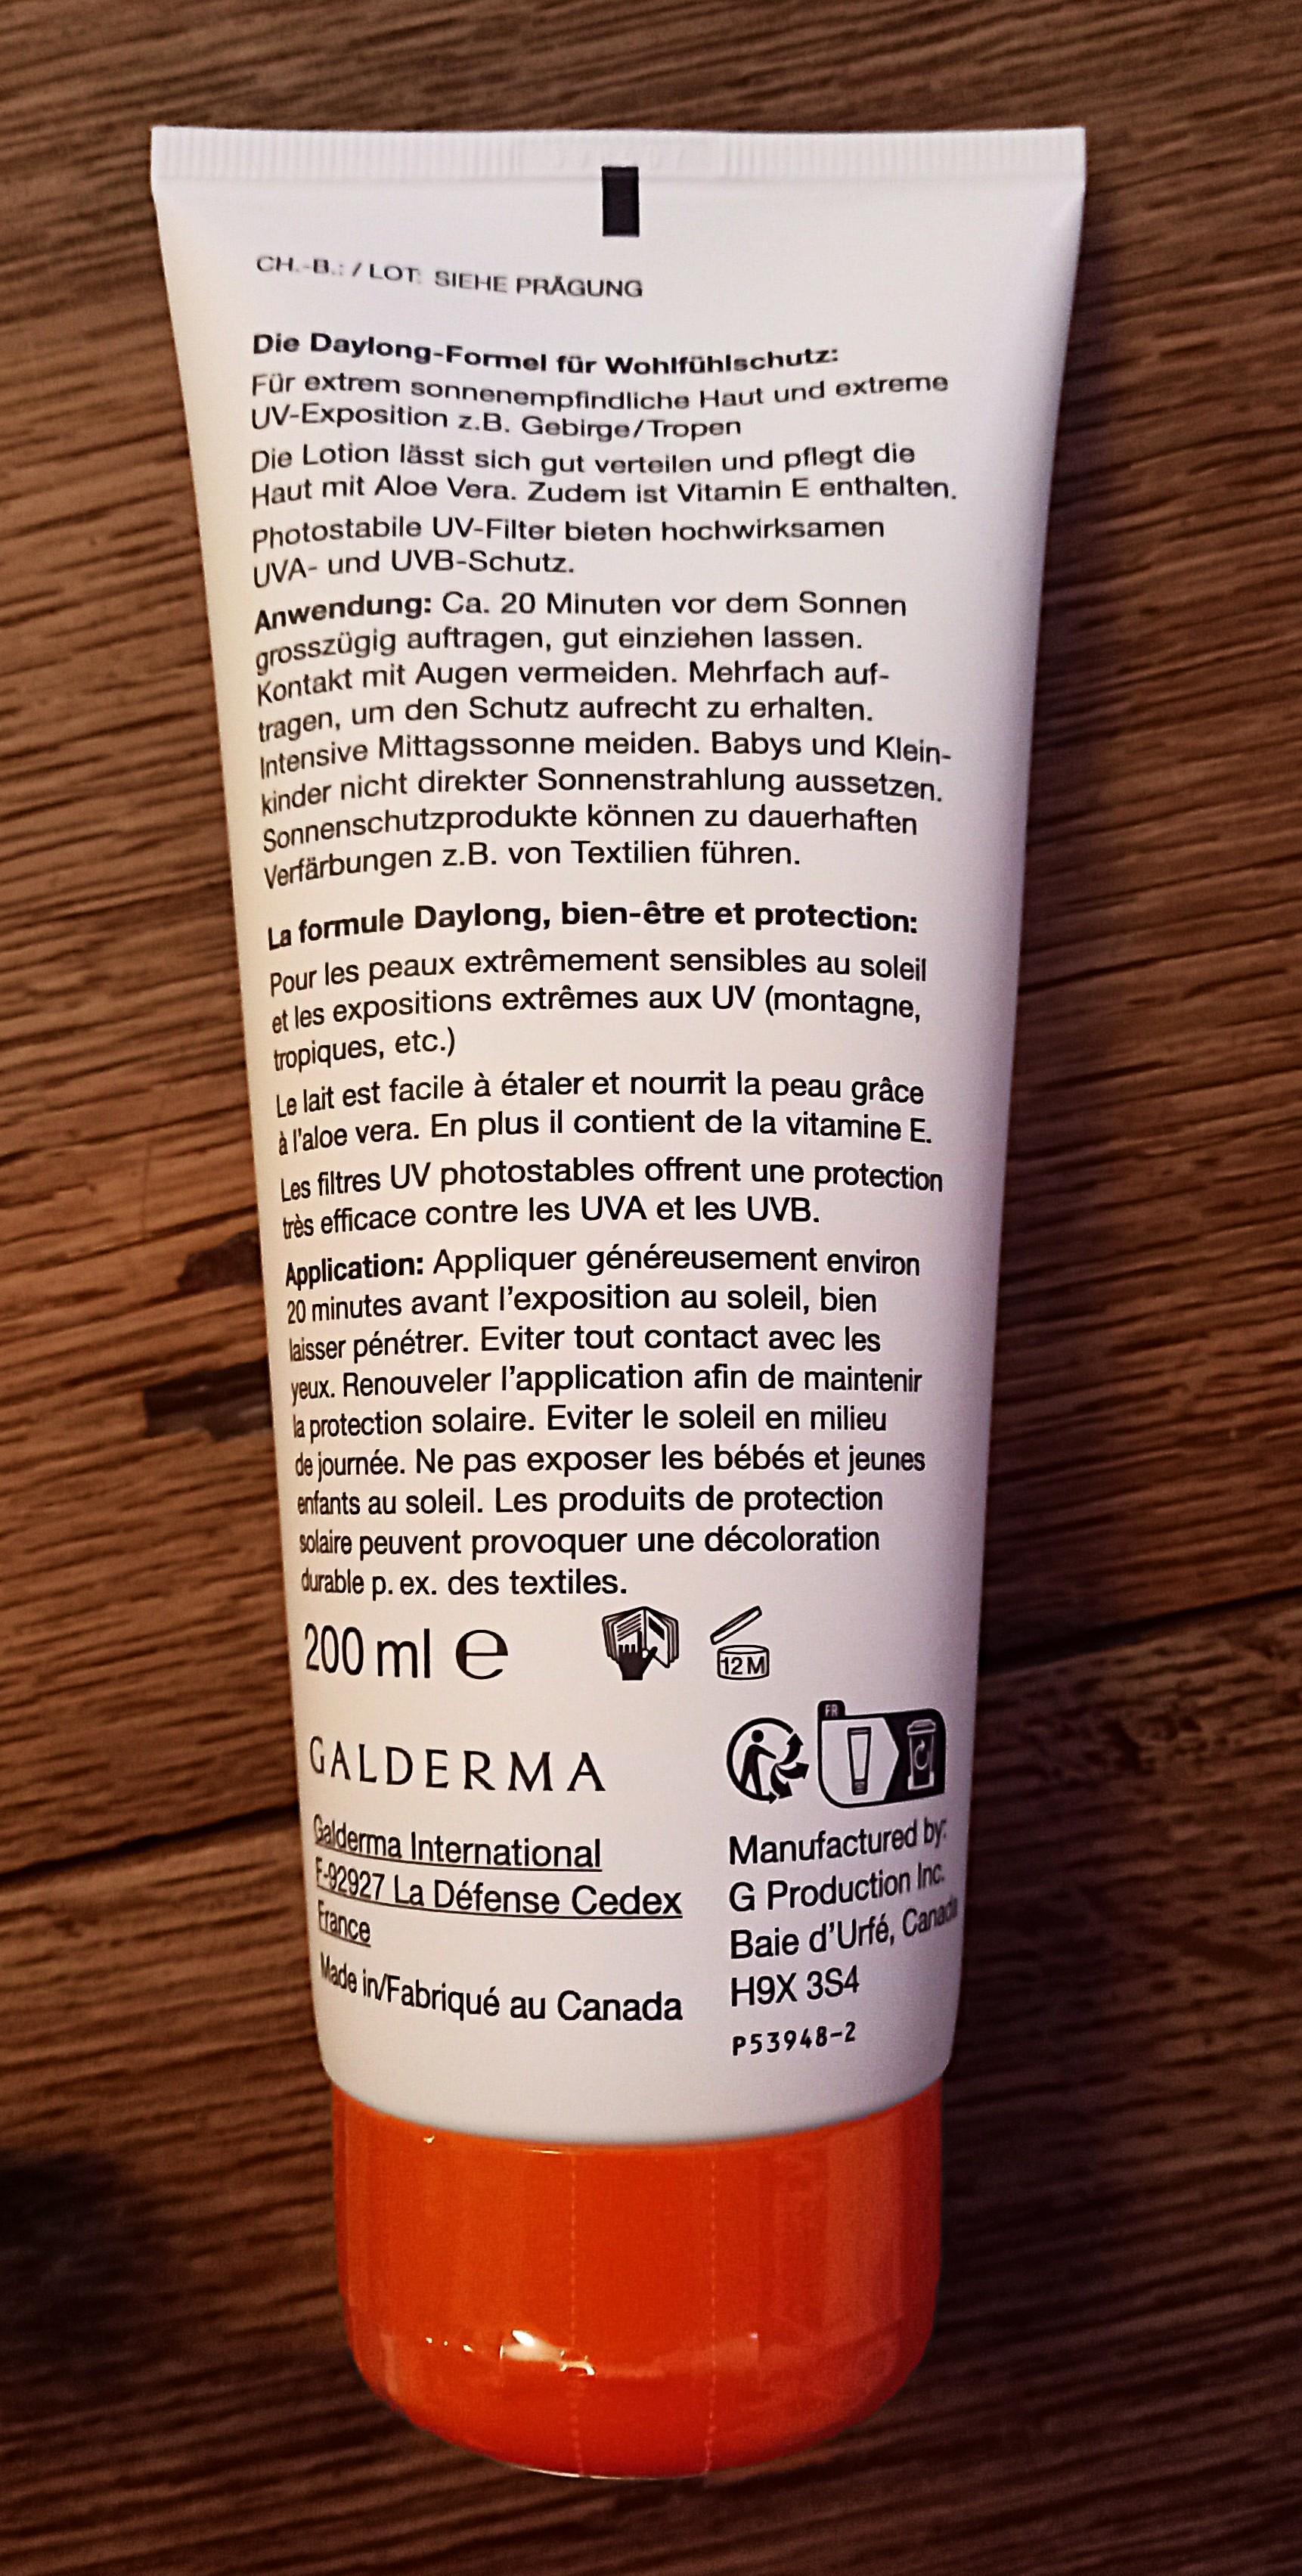 CH.-B.: / LOT: SIEHE PRÄGUNG
Die Daylong-Formel für Wohlfühlschutz:
Für extrem sonnenempfindliche Haut und extreme
UV-Exposition z.B. Gebirge/Tropen
Die Lotion lässt sich gut verteilen und pflegt die
Haut mit Aloe Vera. Zudem ist Vitamin E enthalten.
Photostabile UV-Filter bieten hochwirksamen
UVA- und UVB-Schutz.
Anwendung: Ca. 20 Minuten vor dem Sonnen
grosszügig auftragen, gut einziehen lassen.
Kontakt mit Augen vermeiden. Mehrfach auf-
tragen, um den Schutz aufrecht zu erhalten.
Intensive Mittagssonne meiden. Babys und Klein-
kinder nicht direkter Sonnenstrahlung aussetzen.
Sonnenschutzprodukte können zu dauerhaften
Verfärbungen z.B. von Textilien führen.
La formule Daylong, bien-être et protection:
Pour les peaux extrêmement sensibles au soleil
et les expositions extrêmes aux UV (montagne,
tropiques, etc.)
Le lait est facile à étaler et nourrit la peau grâce
à l'aloe vera. En plus il contient de la vitamine E.
Les filtres UV photostables offrent une protection
très efficace contre les UVA et les UVB.
Application: Appliquer généreusement environ
20 minutes avant l'exposition au soleil, bien
laisser pénétrer. Eviter tout contact avec les
yeux. Renouveler l'application afin de maintenir
la protection solaire. Eviter le soleil en milieu
de journée. Ne pas exposer les bébés et jeunes
enfants au soleil. Les produits de protection
solaire peuvent provoquer une décoloration
durable p. ex. des textiles.
200 ml e
12 M
FR
GALDERMA
Galderma International
F-92927 La Défense Cedex
France
Made in/Fabriqué au Canada
Manufactured by:
G Production Inc.
Baie d'Urfé, Canada
H9X 3S4
P53948-2